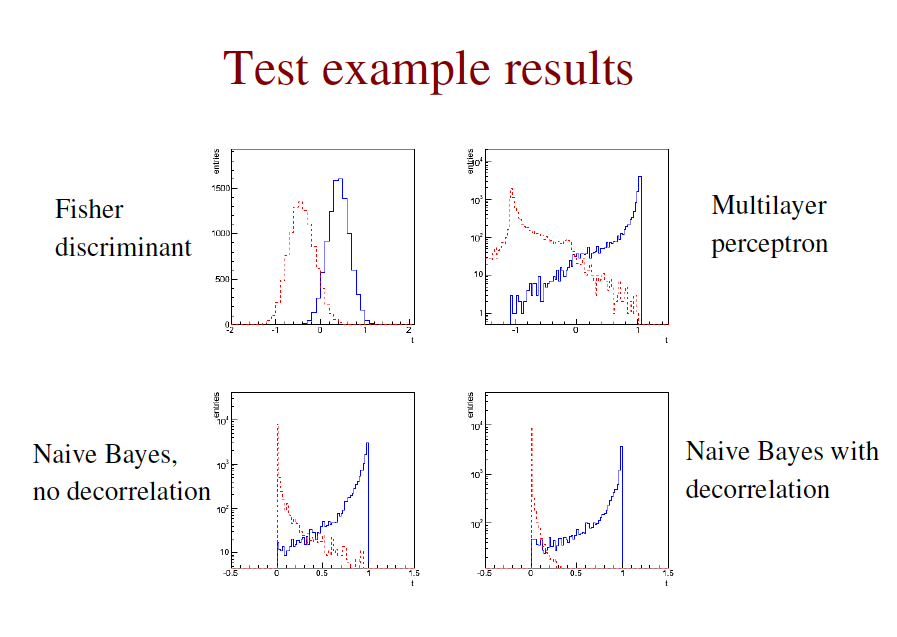 Test example results
Fisher
discriminant
entries
1500
1000
500
0
-2 -1 0 1 2
t
entries
10⁴
10³
10²
10
1
-1 0 1
t
Multilayer
perceptron
Naive Bayes,
no decorrelation
entries
10⁴
10³
10²
10
-0.5 0 0.5 1 1.5
t
entries
10⁴
10³
10²
-0.5 0 0.5 1 1.5
t
Naive Bayes with
decorrelation